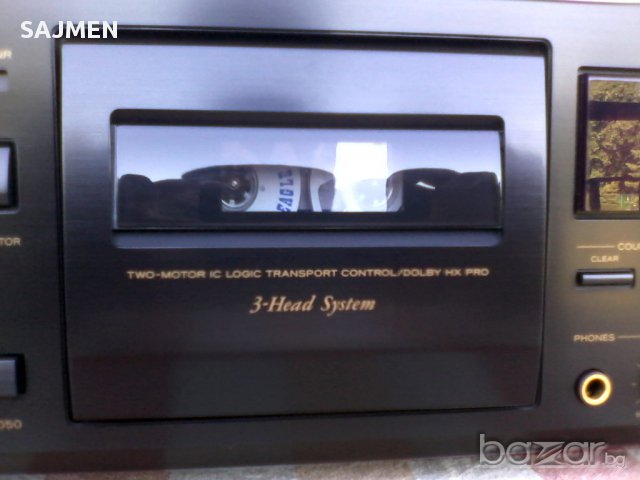 SAJMEN
TWO-MOTOR IC LOGIC TRANSPORT CONTROL/DOLBY HX PRO
3-Head System
CLEAR
PHONES
bazar.bg